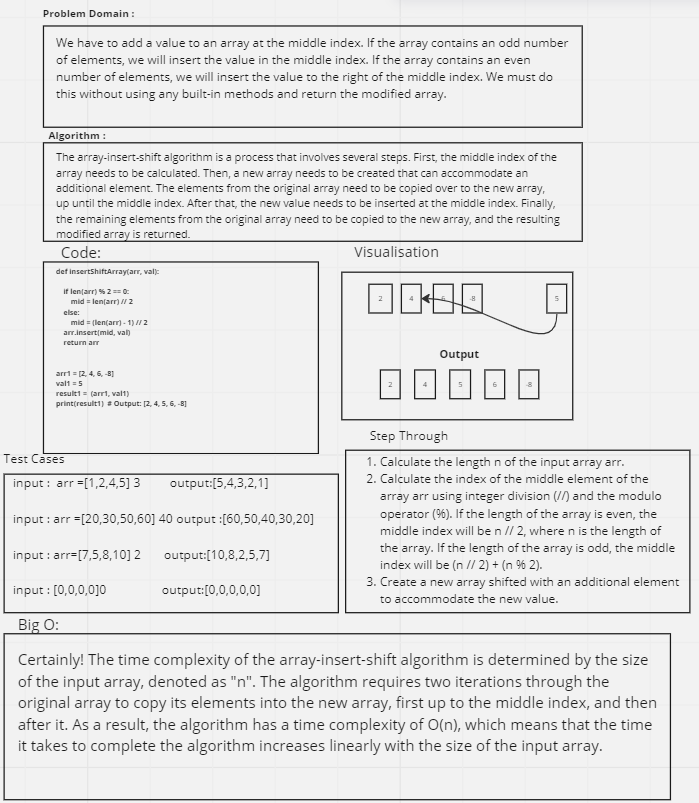 Problem Domain :
We have to add a value to an array at the middle index. If the array contains an odd number
of elements, we will insert the value in the middle index. If the array contains an even
number of elements, we will insert the value to the right of the middle index. We must do
this without using any built-in methods and return the modified array.
Algorithm :
The array-insert-shift algorithm is a process that involves several steps. First, the middle index of the
array needs to be calculated. Then, a new array needs to be created that can accommodate an
additional element. The elements from the original array need to be copied over to the new array,
up until the middle index. After that, the new value needs to be inserted at the middle index. Finally,
the remaining elements from the original array need to be copied to the new array, and the resulting
modified array is returned.
Code:
def insertShiftArray(arr, val):
if len(arr) % 2 == 0:
mid = len(arr) // 2
else:
mid = (len(arr) - 1) // 2
arr.insert(mid, val)
return arr
arr1 = [2, 4, 6, -8]
val1 = 5
result1 = (arr1, val1)
print(result1) # Output: [2, 4, 5, 6, -8]
Visualisation
2 4 6 -8 5
Output
2 4 5 6 -8
Test Cases
input : arr =[1,2,4,5] 3 output:[5,4,3,2,1]
input : arr =[20,30,50,60] 40 output :[60,50,40,30,20]
input : arr=[7,5,8,10] 2 output:[10,8,2,5,7]
input : [0,0,0,0]0 output:[0,0,0,0,0]
Step Through
1. Calculate the length n of the input array arr.
2. Calculate the index of the middle element of the
array arr using integer division (//) and the modulo
operator (%). If the length of the array is even, the
middle index will be n // 2, where n is the length of
the array. If the length of the array is odd, the middle
index will be (n // 2) + (n % 2).
3. Create a new array shifted with an additional element
to accommodate the new value.
Big O:
Certainly! The time complexity of the array-insert-shift algorithm is determined by the size
of the input array, denoted as "n". The algorithm requires two iterations through the
original array to copy its elements into the new array, first up to the middle index, and then
after it. As a result, the algorithm has a time complexity of O(n), which means that the time
it takes to complete the algorithm increases linearly with the size of the input array.